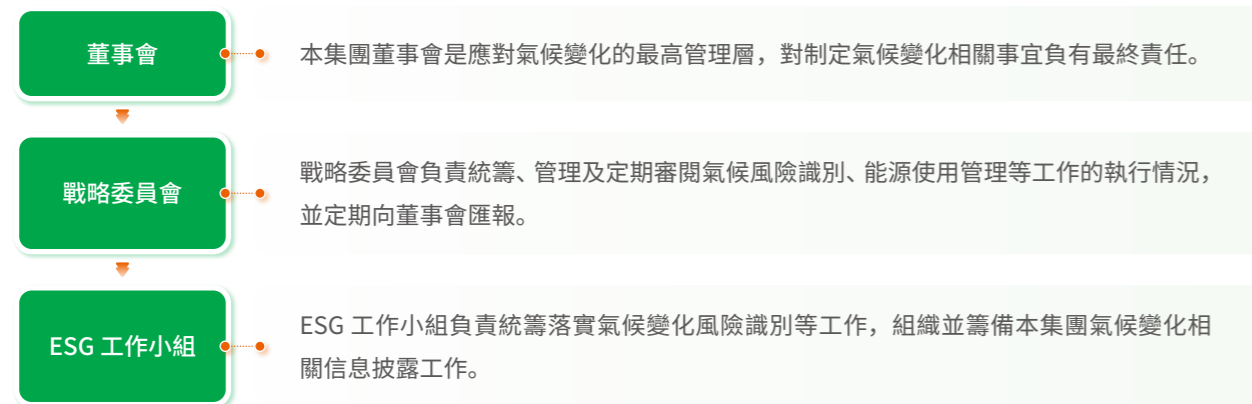 董事會
本集團董事會是應對氣候變化的最高管理層，對制定氣候變化相關事宜負有最終責任。
戰略委員會
戰略委員會負責統籌、管理及定期審閱氣候風險識別、能源使用管理等工作的執行情況，
並定期向董事會匯報。
ESG 工作小組
ESG 工作小組負責統籌落實氣候變化風險識別等工作，組織並籌備本集團氣候變化相
關信息披露工作。